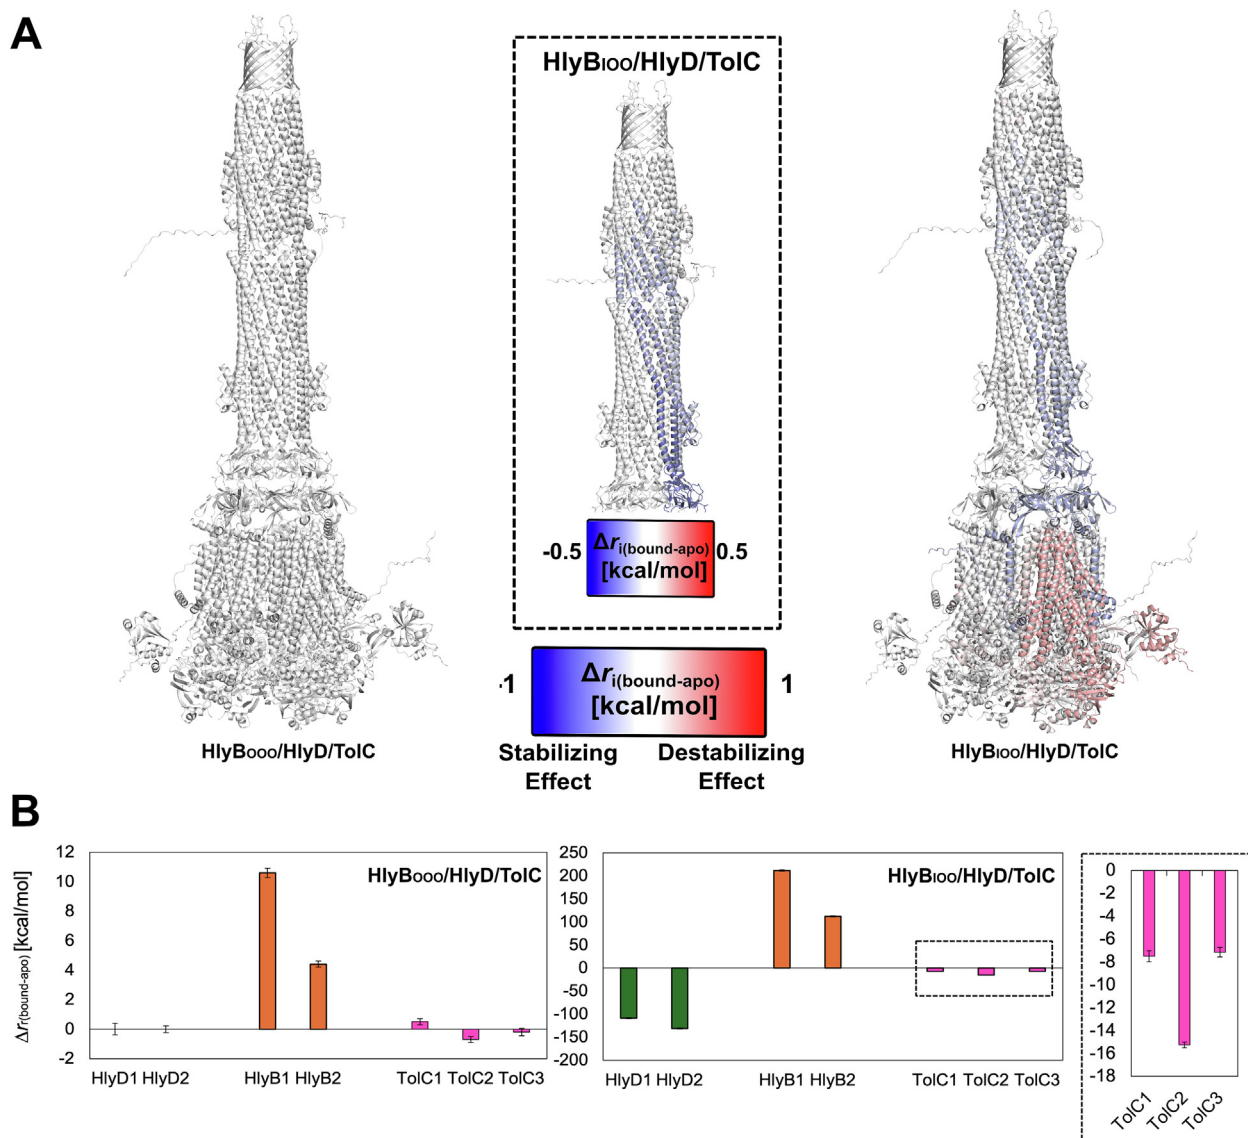 A
HlyBIOO/HlyD/TolC
-0.5
Δri(bound-apo)
[kcal/mol]
0.5
-1
Δri(bound-apo)
[kcal/mol]
1
Stabilizing
Effect
Destabilizing
Effect
HlyBOOO/HlyD/TolC
HlyBIOO/HlyD/TolC
B
Δr(bound-apo) [kcal/mol]
12
10
8
6
4
2
0
-2
HlyBOOO/HlyD/TolC
HlyD1 HlyD2
HlyB1 HlyB2
TolC1 TolC2 TolC3
250
200
150
100
50
0
-50
-100
-150
-200
HlyBIOO/HlyD/TolC
HlyD1 HlyD2
HlyB1 HlyB2
TolC1 TolC2 TolC3
0
-2
-4
-6
-8
-10
-12
-14
-16
-18
TolC1
TolC2
TolC3